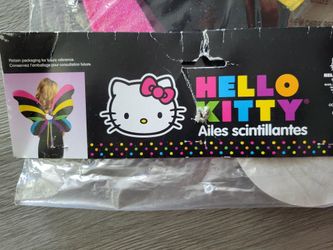 Retain packaging for future reference.
Conservez l'emballage pour consultation future.
HELLO
KITTY®
Ailes scintillantes